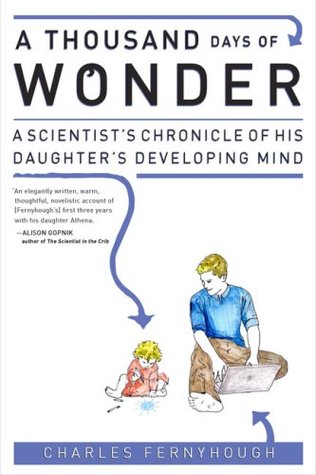 A THOUSAND DAYS OF
WONDER
A SCIENTIST'S CHRONICLE OF HIS
DAUGHTER'S DEVELOPING MIND
"An elegantly written, warm,
thoughtful, novelistic account of
[Fernyhough's] first three years
with his daughter Athena.
—ALISON GOPNIK
author of The Scientist in the Crib
CHARLES FERNYHOUGH